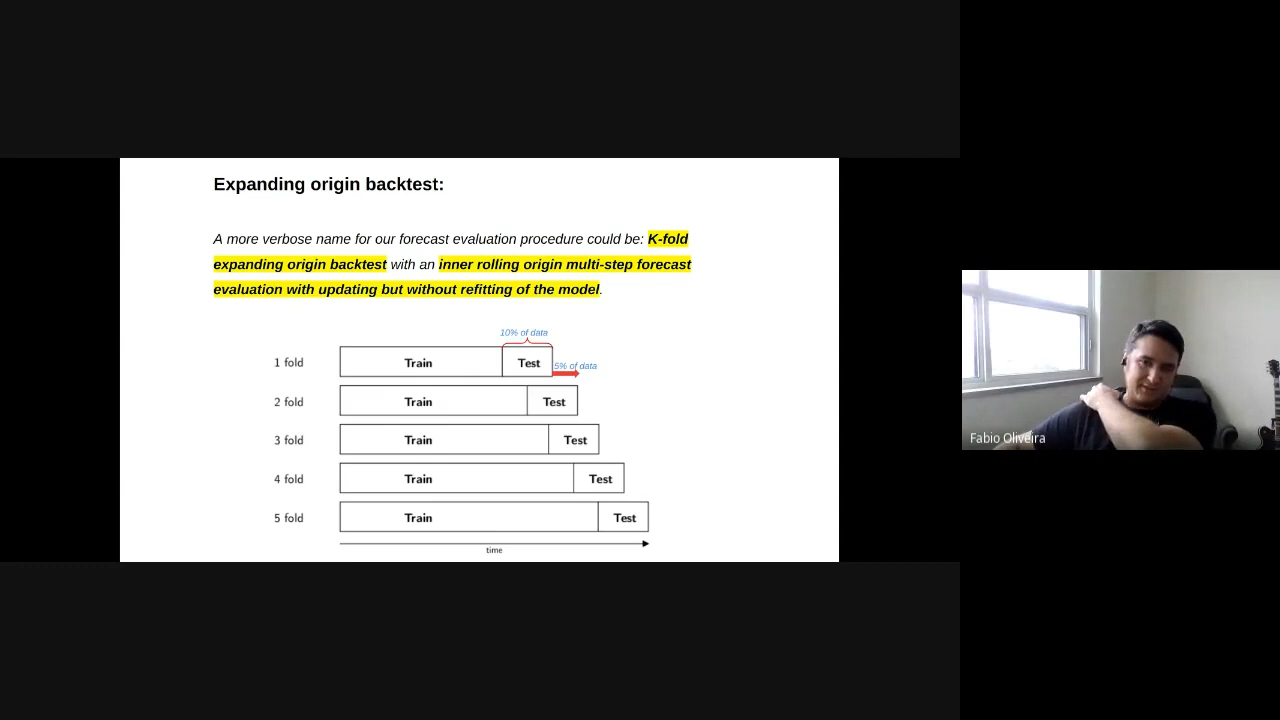 Expanding origin backtest:
A more verbose name for our forecast evaluation procedure could be: K-fold
expanding origin backtest with an inner rolling origin multi-step forecast
evaluation with updating but without refitting of the model.
10% of data
1 fold Train Test
5% of data
2 fold Train Test
3 fold Train Test
4 fold Train Test
5 fold Train Test
time
Fabio Oliveira